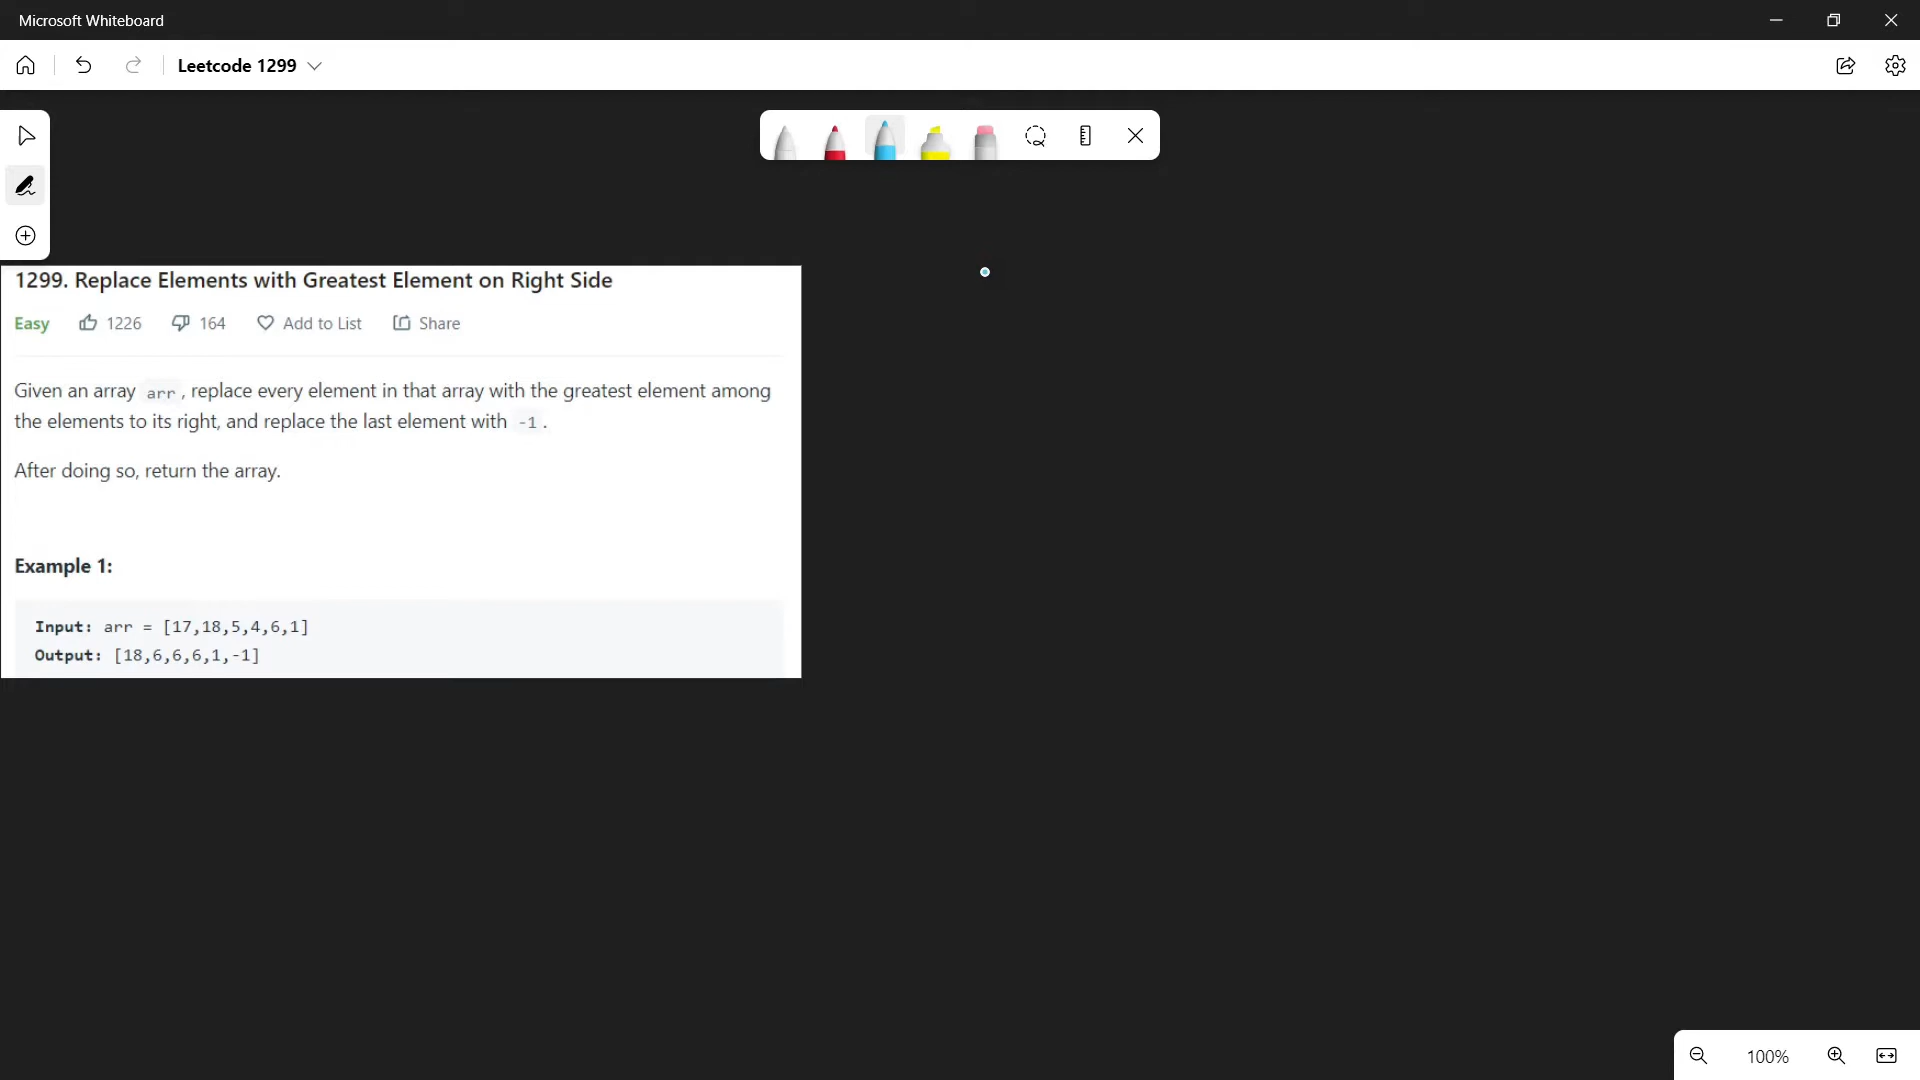 Microsoft Whiteboard
Leetcode 1299
1299. Replace Elements with Greatest Element on Right Side
Easy 1226 164 Add to List Share
Given an array arr , replace every element in that array with the greatest element among
the elements to its right, and replace the last element with -1 .
After doing so, return the array.
Example 1:
Input: arr = [17,18,5,4,6,1]
Output: [18,6,6,6,1,-1]
100%